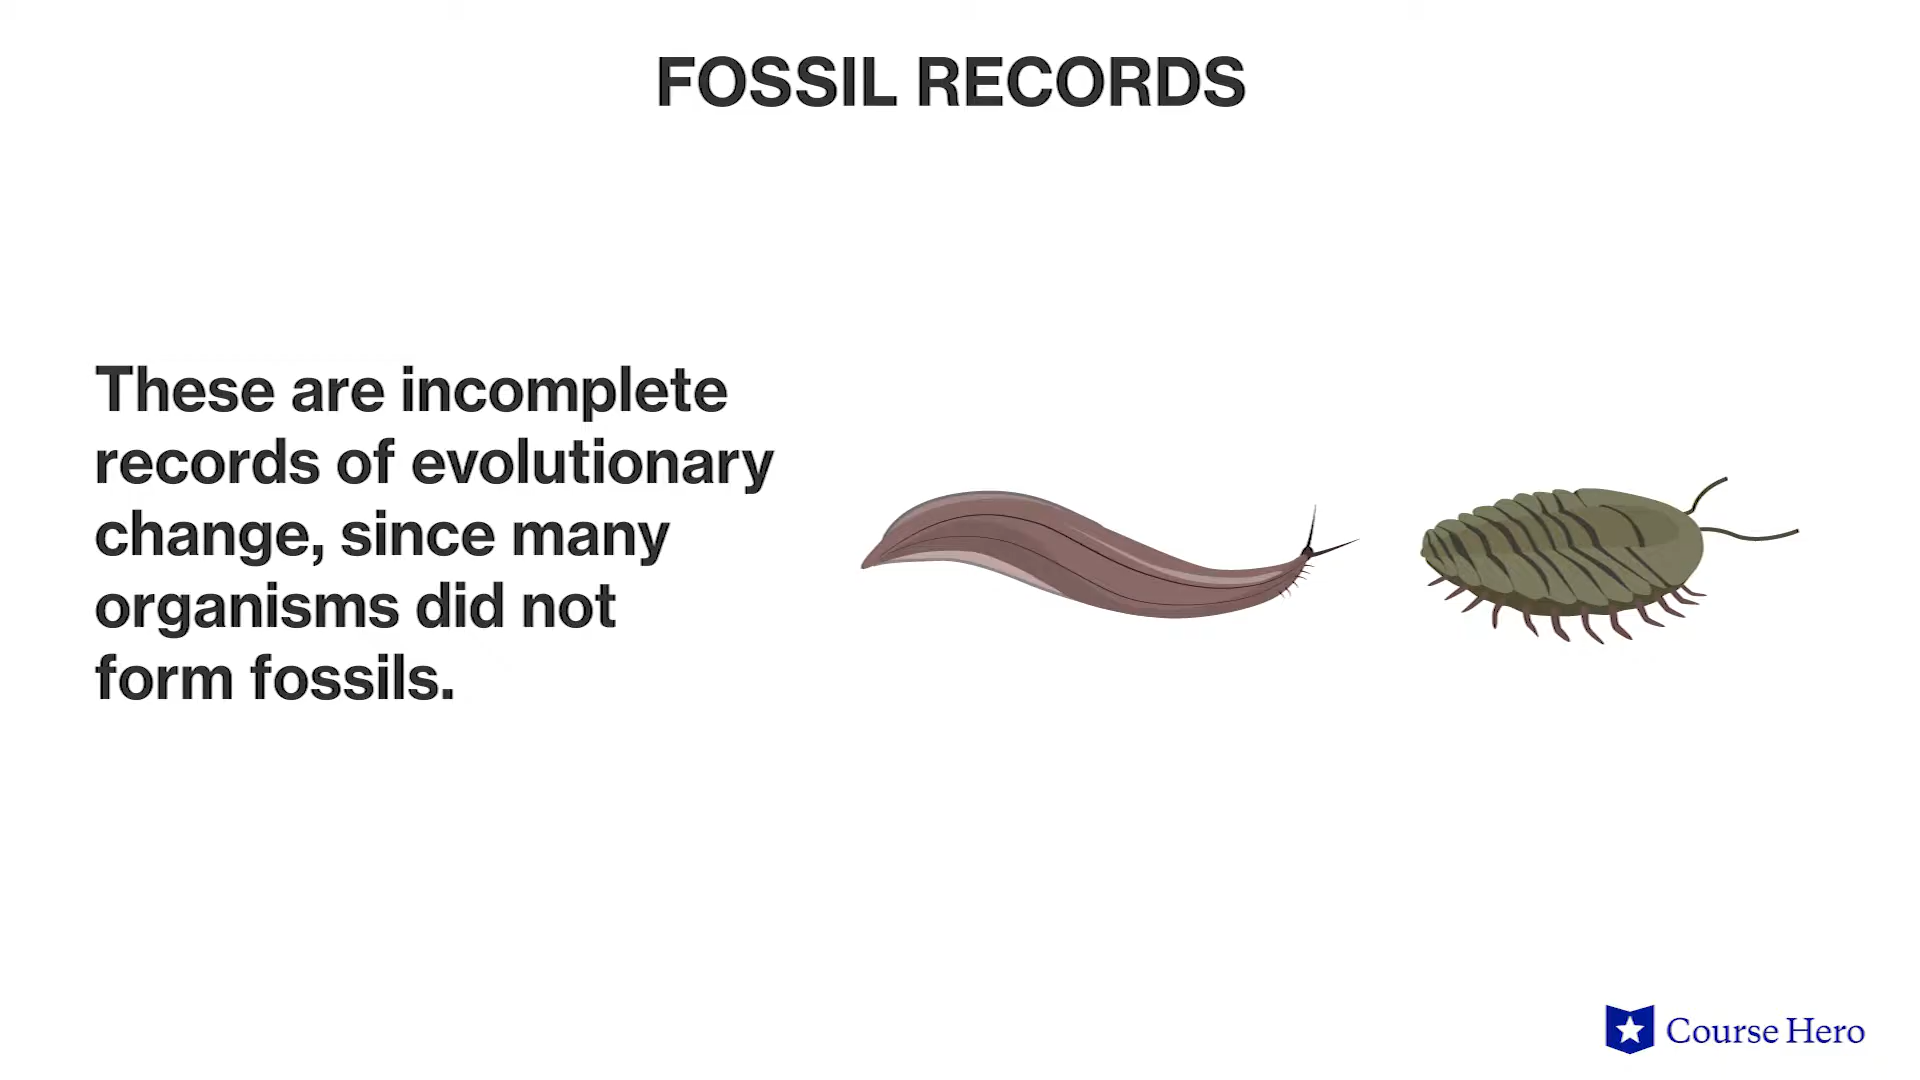 FOSSIL RECORDS
These are incomplete
records of evolutionary
change, since many
organisms did not
form fossils.
Course Hero